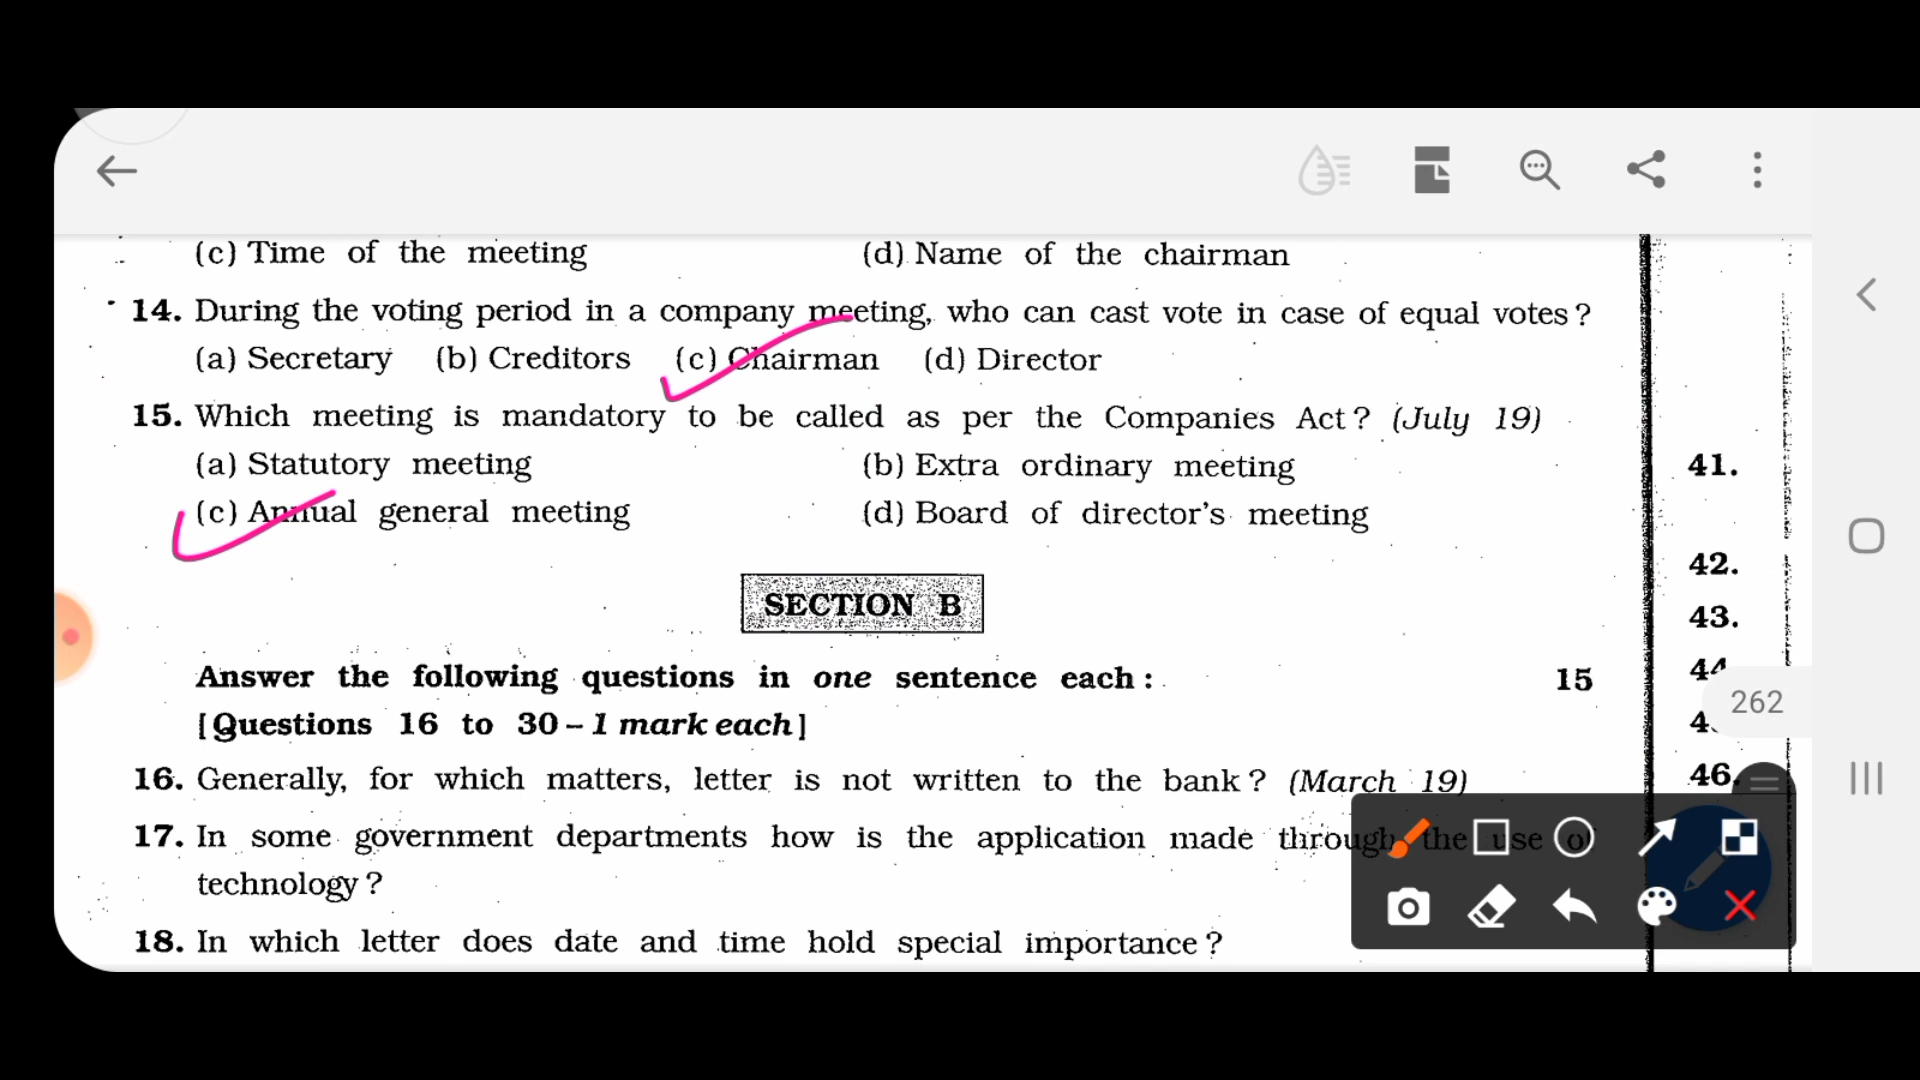 (c) Time of the meeting (d) Name of the chairman
14. During the voting period in a company meeting, who can cast vote in case of equal votes?
(a) Secretary (b) Creditors (c) Chairman (d) Director
15. Which meeting is mandatory to be called as per the Companies Act? (July 19)
(a) Statutory meeting (b) Extra ordinary meeting
(c) Annual general meeting (d) Board of director's meeting
SECTION B
Answer the following questions in one sentence each: 15
[Questions 16 to 30 – 1 mark each]
16. Generally, for which matters, letter is not written to the bank? (March 19)
17. In some government departments how is the application made through the use of
technology?
18. In which letter does date and time hold special importance?
41.
42.
43.
44
262
46.